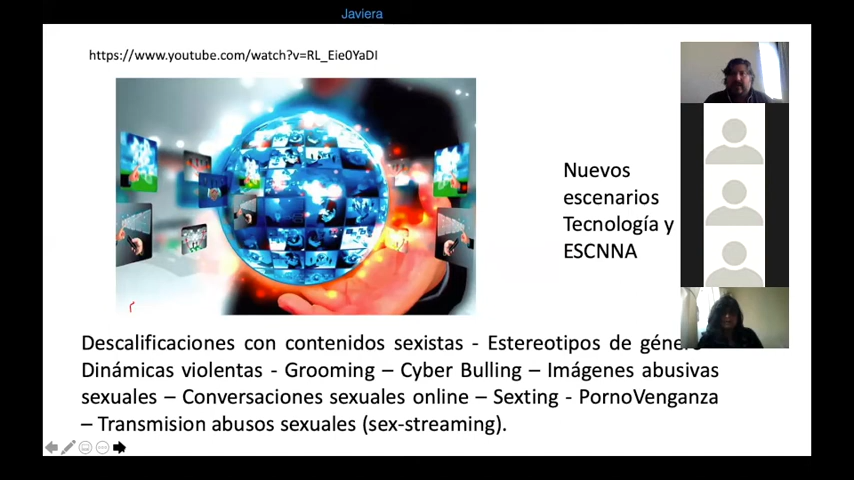 Javiera
https://www.youtube.com/watch?v=RL_Eie0YaDI
Nuevos
escenarios
Tecnología y
ESCNNA
Descalificaciones con contenidos sexistas - Estereotipos de género
Dinámicas violentas - Grooming – Cyber Bulling – Imágenes abusivas
sexuales – Conversaciones sexuales online – Sexting - PornoVenganza
– Transmision abusos sexuales (sex-streaming).